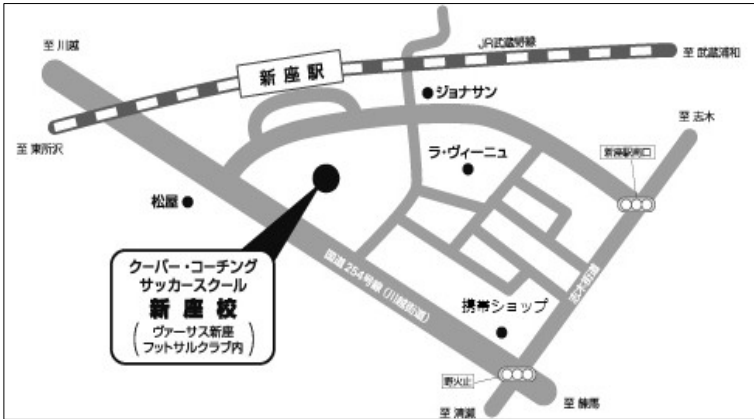 至 川越
JR武蔵野線
至 武蔵浦和
新座駅
ジョナサン
至 志木
至 東所沢
新座駅南口
ラ・ヴィーニュ
松屋
クーバー・コーチング
サッカースクール
新座校
(ヴァーサス新座
フットサルクラブ内)
国道254号線(川越街道)
志木街道
携帯ショップ
野火止
至 清瀬
至 練馬